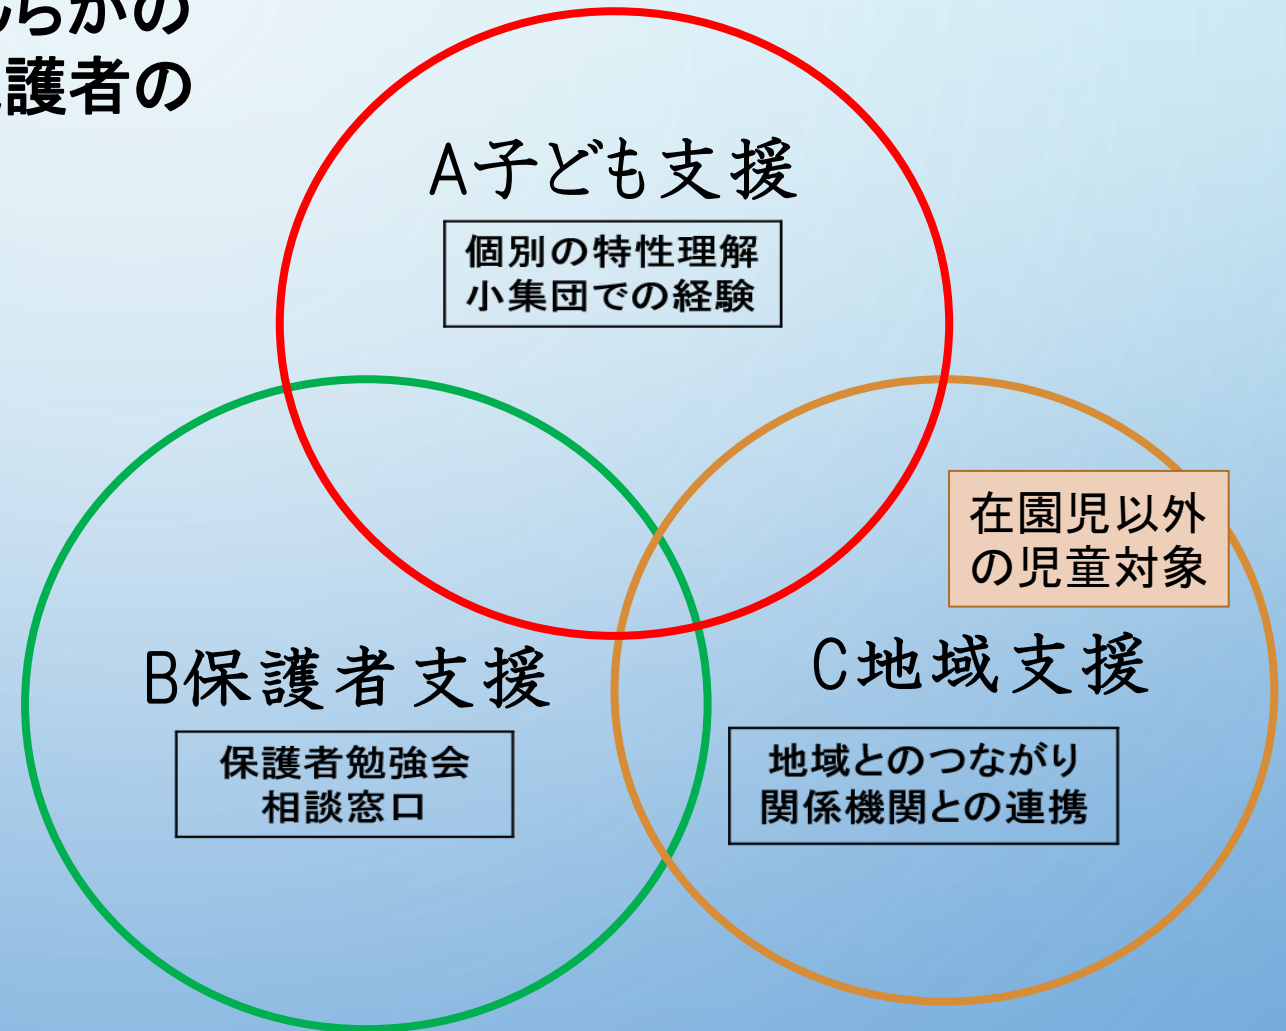 らかの
護者の
A子ども支援
個別の特性理解
小集団での経験
在園児以外
の児童対象
B保護者支援
保護者勉強会
相談窓口
C地域支援
地域とのつながり
関係機関との連携